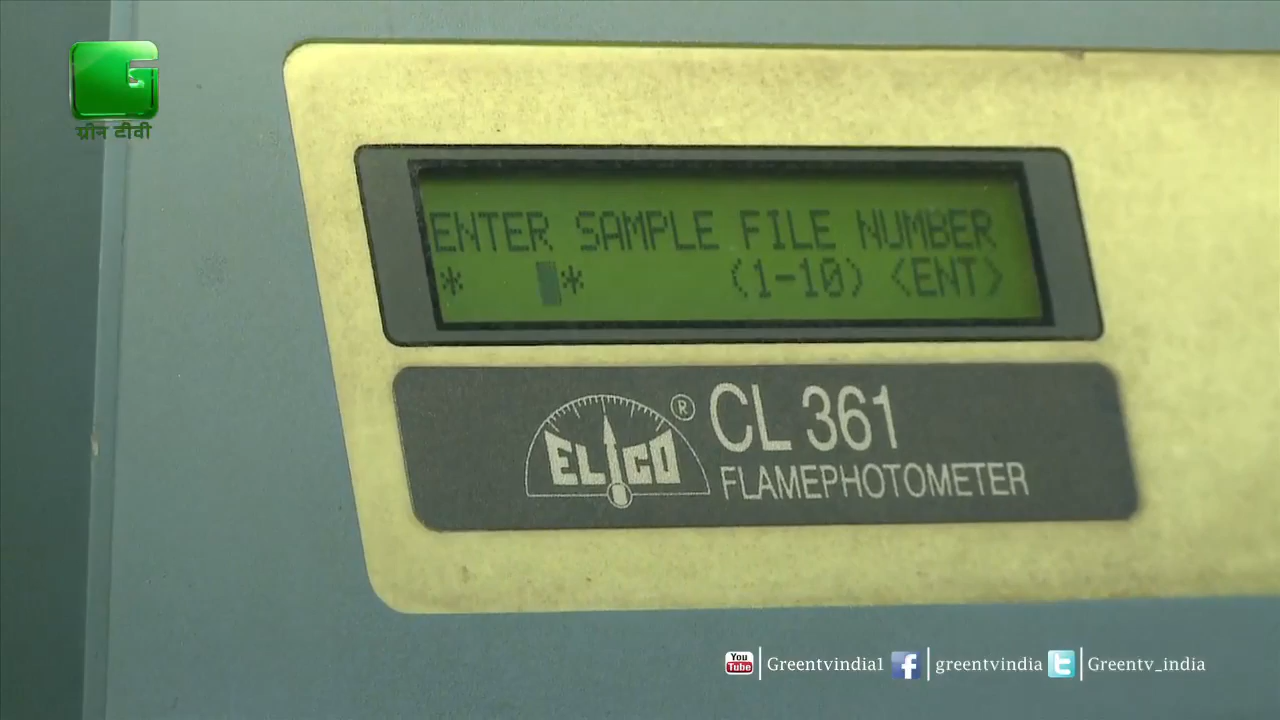 G
ग्रीन टीवी
ENTER SAMPLE FILE NUMBER
* * (1-10) <ENT>
ELICO ® CL 361
FLAMEPHOTOMETER
You Tube Greentvindia1 f greentvindia t Greentv_india